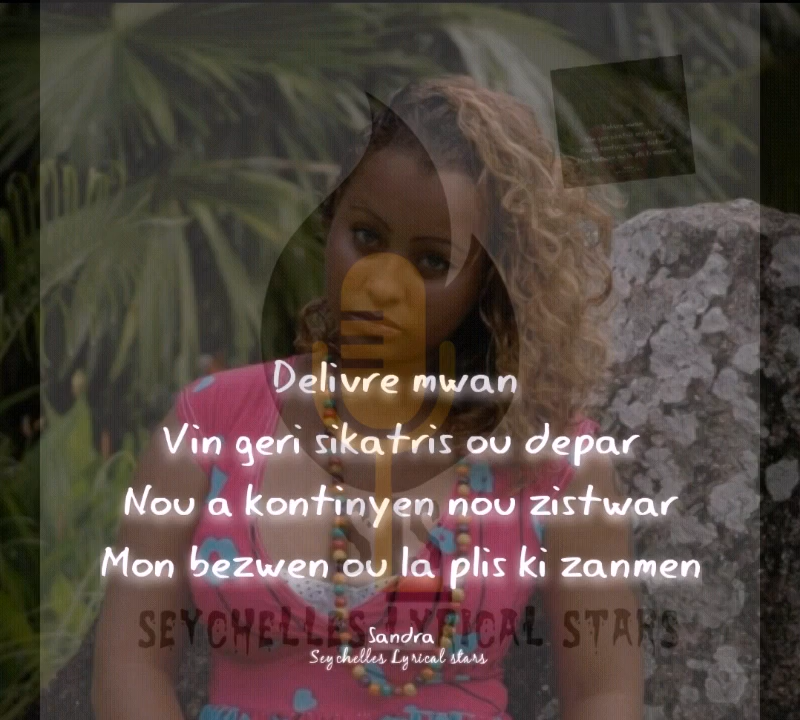 Delivre mwan
Vin geri sikatris ou depar
Nou a kontinyen nou zistwar
Mon bezwen ou la plis ki zanmen
SLS
SEYCHELLES LYRICAL STARS
Sandra
Seychelles Lyrical stars